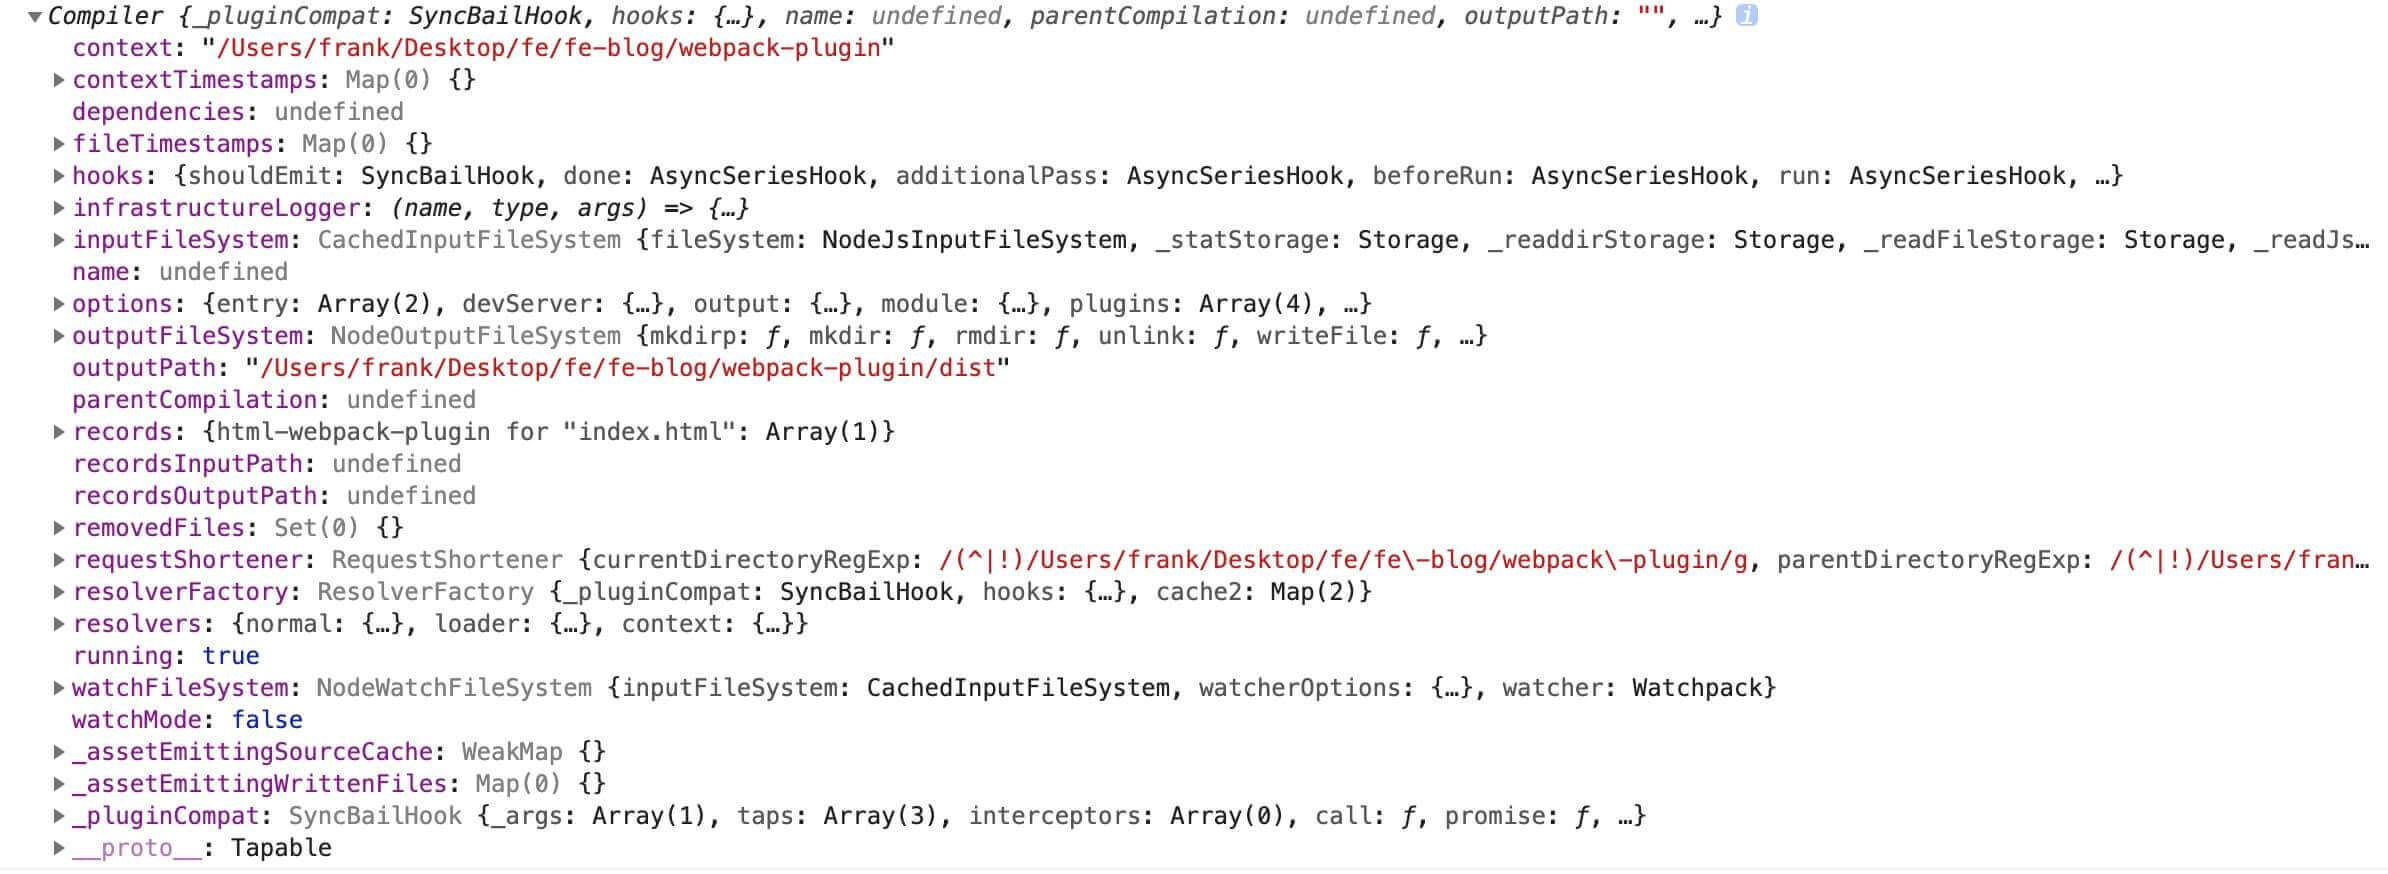 ▼Compiler {_pluginCompat: SyncBailHook, hooks: {…}, name: undefined, parentCompilation: undefined, outputPath: "", …} i
context: "/Users/frank/Desktop/fe/fe-blog/webpack-plugin"
▶contextTimestamps: Map(0) {}
dependencies: undefined
▶fileTimestamps: Map(0) {}
▶hooks: {shouldEmit: SyncBailHook, done: AsyncSeriesHook, additionalPass: AsyncSeriesHook, beforeRun: AsyncSeriesHook, run: AsyncSeriesHook, …}
▶infrastructureLogger: (name, type, args) => {…}
▶inputFileSystem: CachedInputFileSystem {fileSystem: NodeJsInputFileSystem, _statStorage: Storage, _readdirStorage: Storage, _readFileStorage: Storage, _readJs…
name: undefined
▶options: {entry: Array(2), devServer: {…}, output: {…}, module: {…}, plugins: Array(4), …}
▶outputFileSystem: NodeOutputFileSystem {mkdirp: ƒ, mkdir: ƒ, rmdir: ƒ, unlink: ƒ, writeFile: ƒ, …}
outputPath: "/Users/frank/Desktop/fe/fe-blog/webpack-plugin/dist"
parentCompilation: undefined
▶records: {html-webpack-plugin for "index.html": Array(1)}
recordsInputPath: undefined
recordsOutputPath: undefined
▶removedFiles: Set(0) {}
▶requestShortener: RequestShortener {currentDirectoryRegExp: /(^|!)/Users/frank/Desktop/fe/fe\-blog/webpack\-plugin/g, parentDirectoryRegExp: /(^|!)/Users/fran…
▶resolverFactory: ResolverFactory {_pluginCompat: SyncBailHook, hooks: {…}, cache2: Map(2)}
▶resolvers: {normal: {…}, loader: {…}, context: {…}}
running: true
▶watchFileSystem: NodeWatchFileSystem {inputFileSystem: CachedInputFileSystem, watcherOptions: {…}, watcher: Watchpack}
watchMode: false
▶_assetEmittingSourceCache: WeakMap {}
▶_assetEmittingWrittenFiles: Map(0) {}
▶_pluginCompat: SyncBailHook {_args: Array(1), taps: Array(3), interceptors: Array(0), call: ƒ, promise: ƒ, …}
▶__proto__: Tapable